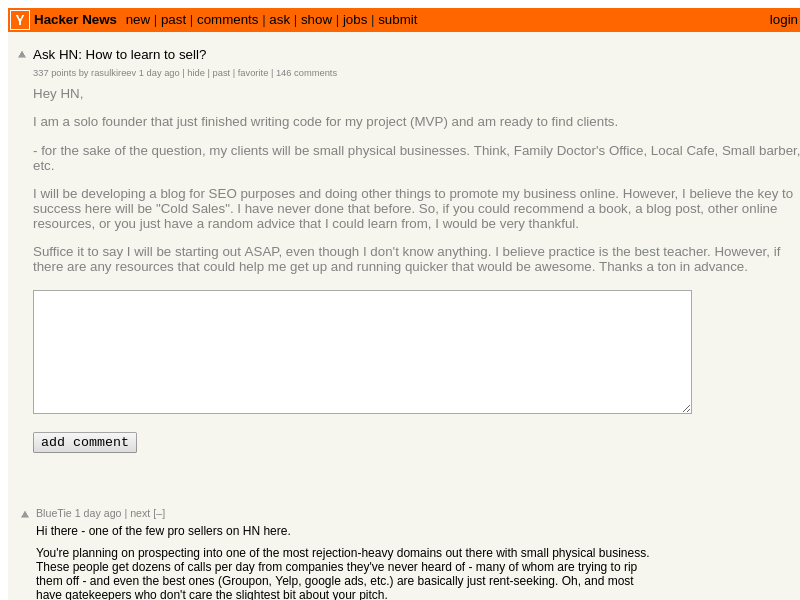 Y Hacker News new | past | comments | ask | show | jobs | submit login
Ask HN: How to learn to sell?
337 points by rasulkireev 1 day ago | hide | past | favorite | 146 comments
Hey HN,
I am a solo founder that just finished writing code for my project (MVP) and am ready to find clients.
- for the sake of the question, my clients will be small physical businesses. Think, Family Doctor's Office, Local Cafe, Small barber,
etc.
I will be developing a blog for SEO purposes and doing other things to promote my business online. However, I believe the key to
success here will be "Cold Sales". I have never done that before. So, if you could recommend a book, a blog post, other online
resources, or you just have a random advice that I could learn from, I would be very thankful.
Suffice it to say I will be starting out ASAP, even though I don't know anything. I believe practice is the best teacher. However, if
there are any resources that could help me get up and running quicker that would be awesome. Thanks a ton in advance.
add comment
BlueTie 1 day ago | next [–]
Hi there - one of the few pro sellers on HN here.
You're planning on prospecting into one of the most rejection-heavy domains out there with small physical business.
These people get dozens of calls per day from companies they've never heard of - many of whom are trying to rip
them off - and even the best ones (Groupon, Yelp, google ads, etc.) are basically just rent-seeking. Oh, and most
have gatekeepers who don't care the slightest bit about your pitch.